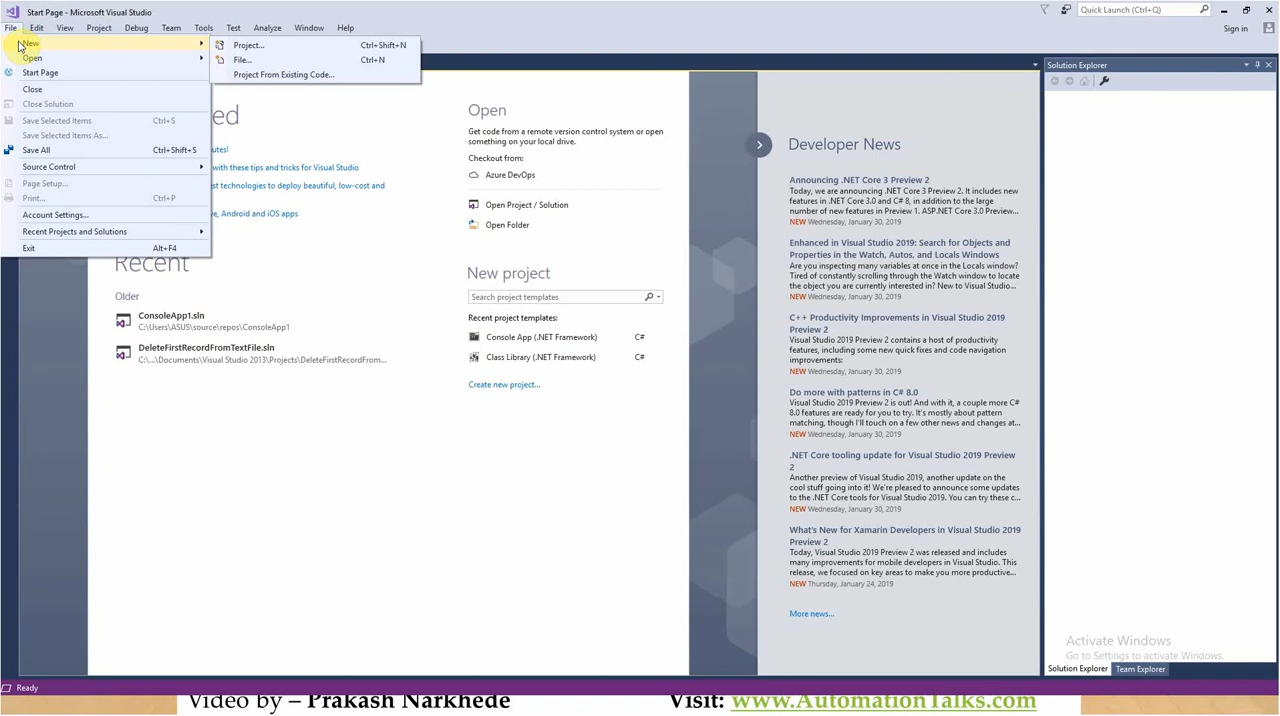 Start Page - Microsoft Visual Studio
Quick Launch (Ctrl+Q)
File Edit View Project Debug Team Tools Test Analyze Window Help
Sign in
New
Project... Ctrl+Shift+N
Open
File... Ctrl+N
Start Page
Project From Existing Code...
Close
Close Solution
Save Selected Items Ctrl+S
Save Selected Items As...
Save All Ctrl+Shift+S
Source Control
Page Setup...
Print... Ctrl+P
Account Settings...
Recent Projects and Solutions
Exit Alt+F4
with these tips and tricks for Visual Studio
technologies to deploy beautiful, low-cost and
Android and iOS apps
Recent
Older
ConsoleApp1.sln
C:\Users\ASUS\source\repos\ConsoleApp1
DeleteFirstRecordFromTextFile.sln
C:\...\Documents\Visual Studio 2013\Projects\DeleteFirstRecordFrom...
Open
Get code from a remote version control system or open
something on your local drive.
Checkout from:
Azure DevOps
Open Project / Solution
Open Folder
New project
Search project templates
Recent project templates:
Console App (.NET Framework) C#
Class Library (.NET Framework) C#
Create new project...
Developer News
Announcing .NET Core 3 Preview 2
Today, we are announcing .NET Core 3 Preview 2. It includes new
features in .NET Core 3.0 and C# 8, in addition to the large
number of new features in Preview 1. ASP.NET Core 3.0 Preview...
NEW Wednesday, January 30, 2019
Enhanced in Visual Studio 2019: Search for Objects and
Properties in the Watch, Autos, and Locals Windows
Are you inspecting many variables at once in the Locals window?
Tired of constantly scrolling through the Watch window to locate
the object you are currently interested in? New to Visual Studio...
NEW Wednesday, January 30, 2019
C++ Productivity Improvements in Visual Studio 2019
Preview 2
Visual Studio 2019 Preview 2 contains a host of productivity
features, including some new quick fixes and code navigation
improvements:
NEW Wednesday, January 30, 2019
Do more with patterns in C# 8.0
Visual Studio 2019 Preview 2 is out! And with it, a couple more C#
8.0 features are ready for you to try. It's mostly about pattern
matching, though I'll touch on a few other news and changes at...
NEW Wednesday, January 30, 2019
.NET Core tooling update for Visual Studio 2019 Preview
2
Another preview of Visual Studio 2019, another update on the
cool stuff going into it! We're pleased to announce some updates
to the .NET Core tools for Visual Studio 2019. You can try these c...
NEW Wednesday, January 30, 2019
What's New for Xamarin Developers in Visual Studio 2019
Preview 2
Today, Visual Studio 2019 Preview 2 was released and includes
many improvements for mobile developers in Visual Studio. This
release, we focused on key areas to make you more productive...
NEW Thursday, January 24, 2019
More news...
Solution Explorer
Activate Windows
Go to Settings to activate Windows.
Solution Explorer Team Explorer
Ready
Video by – Prakash Narkhede Visit: www.AutomationTalks.com